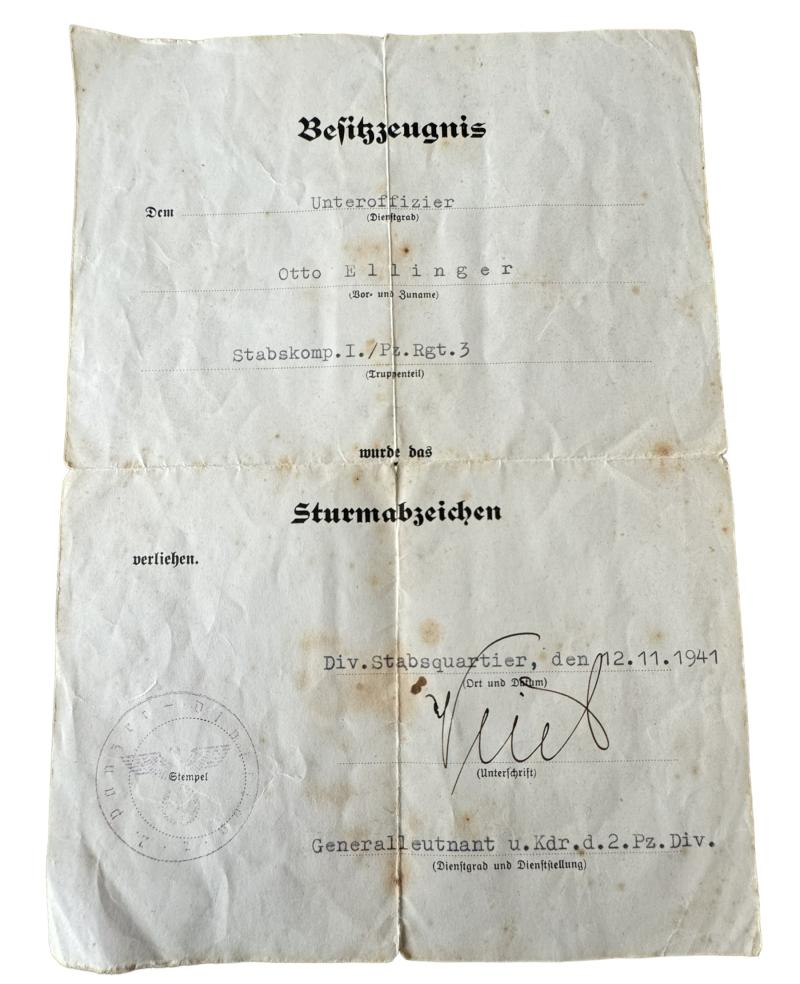 Besitzzeugnis
Dem Unteroffizier
(Dienstgrad)
Otto Ellinger
(Vor- und Zuname)
Stabskomp.I./Pz.Rgt.3
(Truppenteil)
wurde das
Sturmabzeichen
verliehen.
Div.Stabsquartier, den 12.11.1941
(Ort und Datum)
Stempel
(Unterschrift)
Generalleutnant u.Kdr.d.2.Pz.Div.
(Dienstgrad und Dienststellung)